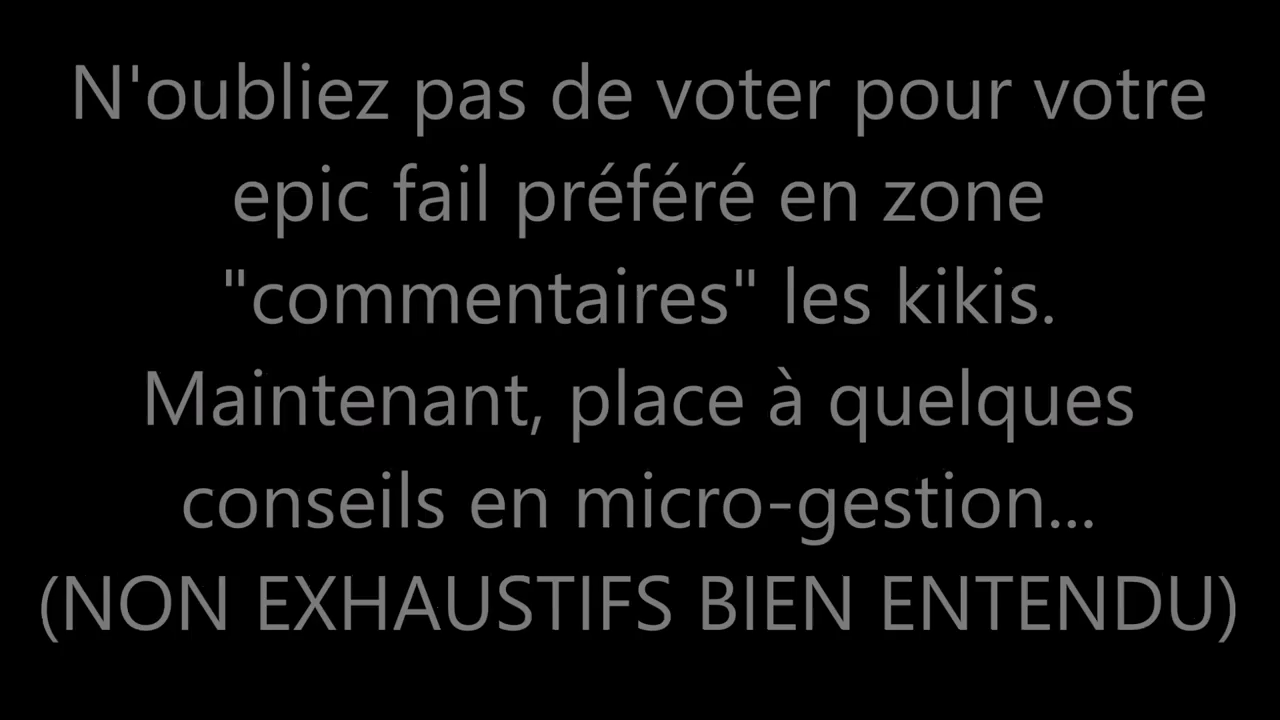 N'oubliez pas de voter pour votre
epic fail préféré en zone
"commentaires" les kikis.
Maintenant, place à quelques
conseils en micro-gestion...
(NON EXHAUSTIFS BIEN ENTENDU)